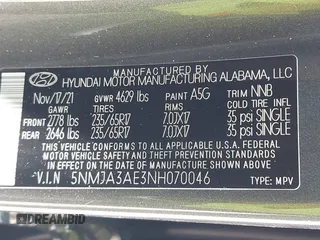 MANUFACTURED BY
HYUNDAI MOTOR MANUFACTURING ALABAMA, LLC
Nov/17/21 GVWR 4629 lbs PAINT A5G TRIM NNB
GAWR TIRES RIMS COLD TIRE INFL
FRONT 2778 lbs 235/65R17 7.0JX17 35 psi SINGLE
REAR 2646 lbs 235/65R17 7.0JX17 35 psi SINGLE
THIS VEHICLE CONFORMS TO ALL APPLICABLE U.S.A. FEDERAL
MOTOR VEHICLE SAFETY, BUMPER, AND THEFT PREVENTION
STANDARDS IN EFFECT ON THE DATE OF MANUFACTURE SHOWN ABOVE.
V.I.N 5NMJA3AE3NH070046 TYPE: MPV
DREAMBID